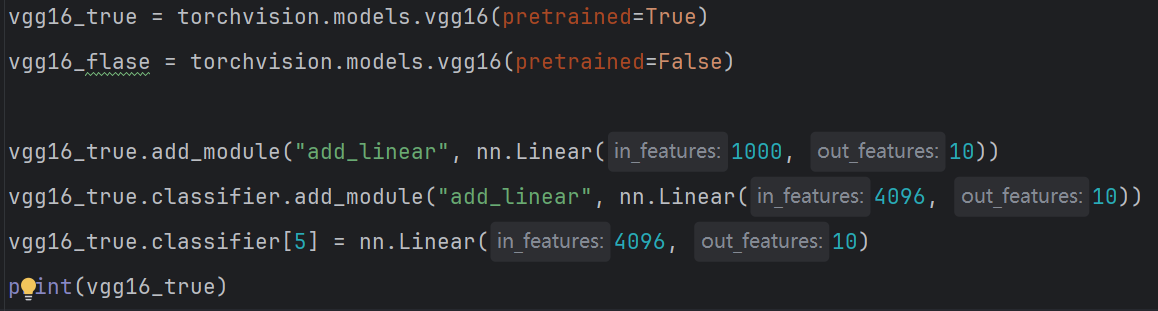 vgg16_true = torchvision.models.vgg16(pretrained=True)
vgg16_flase = torchvision.models.vgg16(pretrained=False)
vgg16_true.add_module("add_linear", nn.Linear( in_features: 1000, out_features: 10))
vgg16_true.classifier.add_module("add_linear", nn.Linear( in_features: 4096, out_features: 10))
vgg16_true.classifier[5] = nn.Linear( in_features: 4096, out_features: 10)
print(vgg16_true)